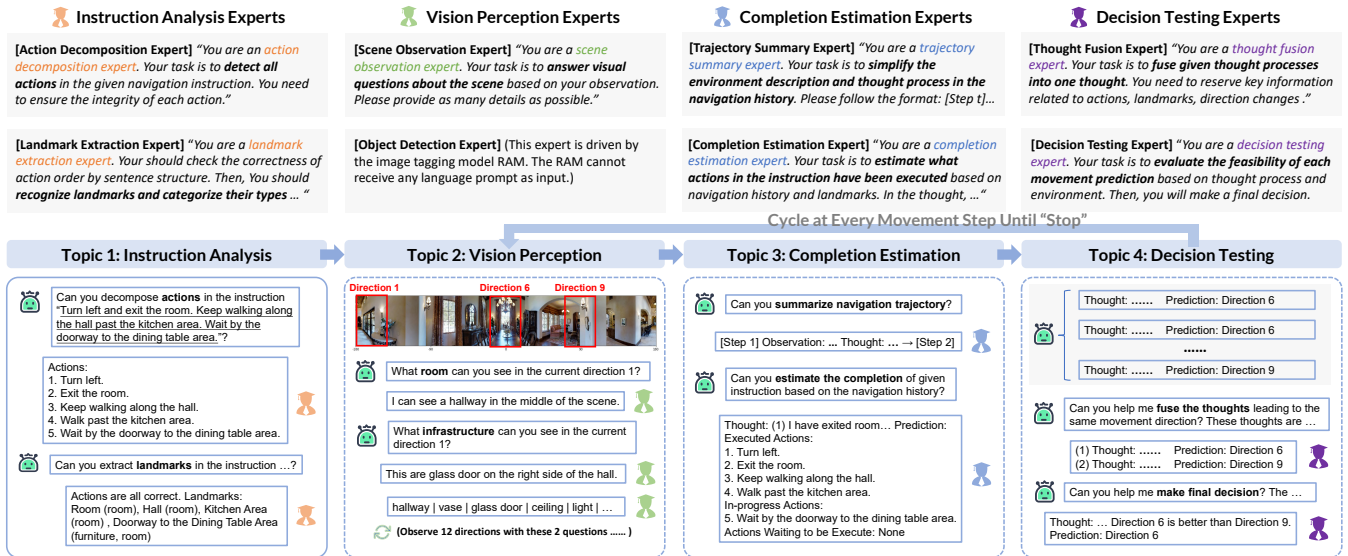 Instruction Analysis Experts
Vision Perception Experts
Completion Estimation Experts
Decision Testing Experts
[Action Decomposition Expert] “You are an action
decomposition expert. Your task is to detect all
actions in the given navigation instruction. You need
to ensure the integrity of each action.”
[Scene Observation Expert] “You are a scene
observation expert. Your task is to answer visual
questions about the scene based on your observation.
Please provide as many details as possible.”
[Trajectory Summary Expert] “You are a trajectory
summary expert. Your task is to simplify the
environment description and thought process in the
navigation history. Please follow the format: [Step t]…
[Thought Fusion Expert] “You are a thought fusion
expert. Your task is to fuse given thought processes
into one thought. You need to reserve key information
related to actions, landmarks, direction changes .”
[Landmark Extraction Expert] “You are a landmark
extraction expert. Your should check the correctness of
action order by sentence structure. Then, You should
recognize landmarks and categorize their types …“
[Object Detection Expert] (This expert is driven by
the image tagging model RAM. The RAM cannot
receive any language prompt as input.)
[Completion Estimation Expert] “You are a completion
estimation expert. Your task is to estimate what
actions in the instruction have been executed based on
navigation history and landmarks. In the thought, …“
[Decision Testing Expert] “You are a decision testing
expert. Your task is to evaluate the feasibility of each
movement prediction based on thought process and
environment. Then, you will make a final decision.
Cycle at Every Movement Step Until “Stop”
Topic 1: Instruction Analysis
Topic 2: Vision Perception
Topic 3: Completion Estimation
Topic 4: Decision Testing
Can you decompose actions in the instruction
“Turn left and exit the room. Keep walking along
the hall past the kitchen area. Wait by the
doorway to the dining table area.”?
Actions:
1. Turn left.
2. Exit the room.
3. Keep walking along the hall.
4. Walk past the kitchen area.
5. Wait by the doorway to the dining table area.
Can you extract landmarks in the instruction …?
Actions are all correct. Landmarks:
Room (room), Hall (room), Kitchen Area
(room) , Doorway to the Dining Table Area
(furniture, room)
Direction 1
Direction 6
Direction 9
What room can you see in the current direction 1?
I can see a hallway in the middle of the scene.
What infrastructure can you see in the current
direction 1?
This are glass door on the right side of the hall.
hallway | vase | glass door | ceiling | light | …
(Observe 12 directions with these 2 questions …… )
Can you summarize navigation trajectory?
[Step 1] Observation: ... Thought: … → [Step 2]
Can you estimate the completion of given
instruction based on the navigation history?
Thought: (1) I have exited room… Prediction:
Executed Actions:
1. Turn left.
2. Exit the room.
3. Keep walking along the hall.
4. Walk past the kitchen area.
In-progress Actions:
5. Wait by the doorway to the dining table area.
Actions Waiting to be Execute: None
Thought: …… Prediction: Direction 6
Thought: …… Prediction: Direction 6
……
Thought: …… Prediction: Direction 9
Can you help me fuse the thoughts leading to the
same movement direction? These thoughts are …
(1) Thought: …… Prediction: Direction 6
(2) Thought: …… Prediction: Direction 9
Can you help me make final decision? The …
Thought: … Direction 6 is better than Direction 9.
Prediction: Direction 6